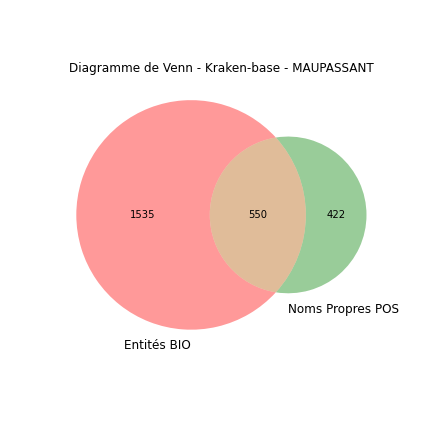 Diagramme de Venn - Kraken-base - MAUPASSANT
1535
550
422
Noms Propres POS
Entités BIO